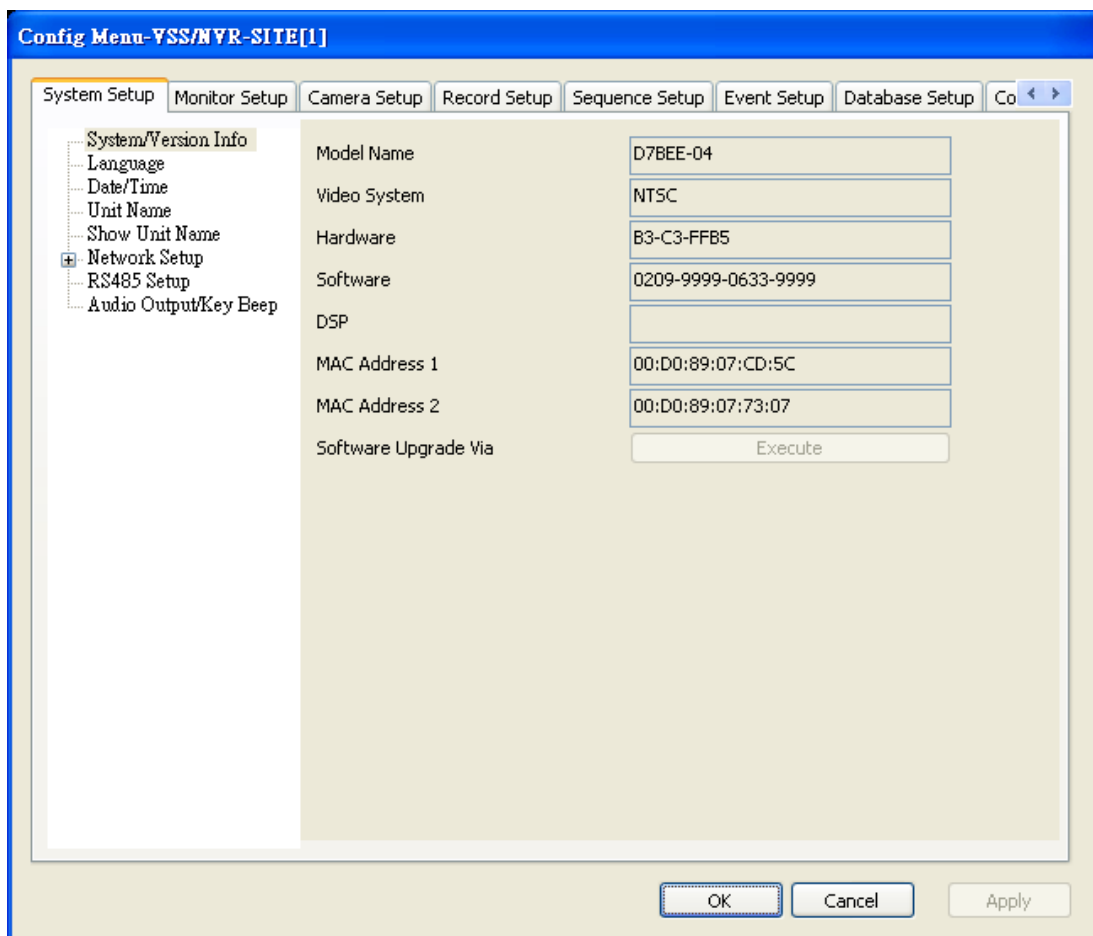 Config Menu-VSS/NVR-SITE[1]
System Setup Monitor Setup Camera Setup Record Setup Sequence Setup Event Setup Database Setup Co
System/Version Info
Language
Date/Time
Unit Name
Show Unit Name
Network Setup
RS485 Setup
Audio Output/Key Beep
Model Name D7BEE-04
Video System NTSC
Hardware B3-C3-FFB5
Software 0209-9999-0633-9999
DSP
MAC Address 1 00:D0:89:07:CD:5C
MAC Address 2 00:D0:89:07:73:07
Software Upgrade Via Execute
OK Cancel Apply